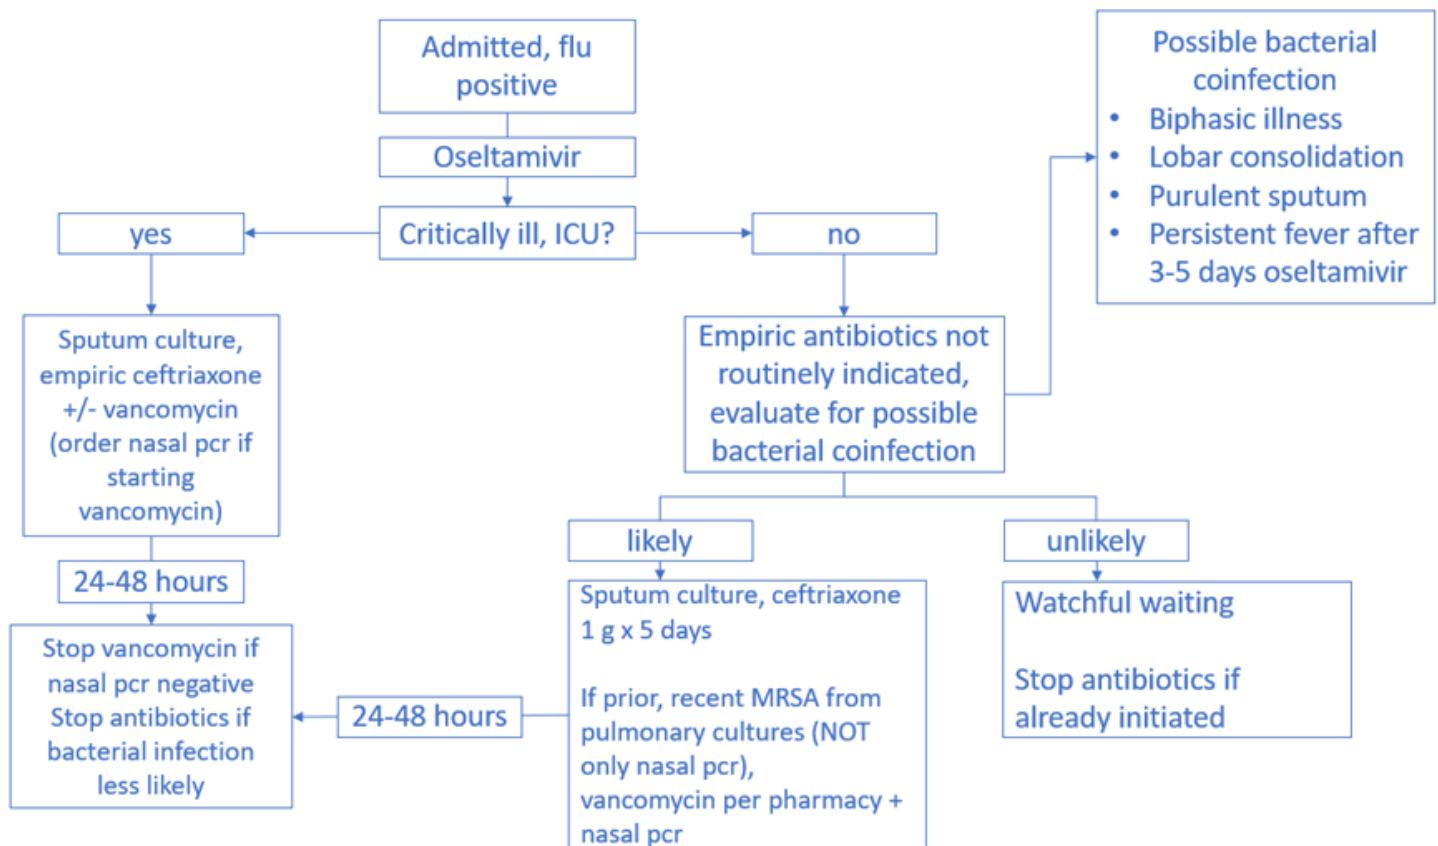 Admitted, flu
positive
Oseltamivir
Critically ill, ICU?
yes
no
Sputum culture,
empiric ceftriaxone
+/- vancomycin
(order nasal pcr if
starting
vancomycin)
24-48 hours
Stop vancomycin if
nasal pcr negative
Stop antibiotics if
bacterial infection
less likely
Empiric antibiotics not
routinely indicated,
evaluate for possible
bacterial coinfection
Possible bacterial
coinfection
• Biphasic illness
• Lobar consolidation
• Purulent sputum
• Persistent fever after
3-5 days oseltamivir
likely
Sputum culture, ceftriaxone
1 g x 5 days
If prior, recent MRSA from
pulmonary cultures (NOT
only nasal pcr),
vancomycin per pharmacy +
nasal pcr
24-48 hours
unlikely
Watchful waiting
Stop antibiotics if
already initiated